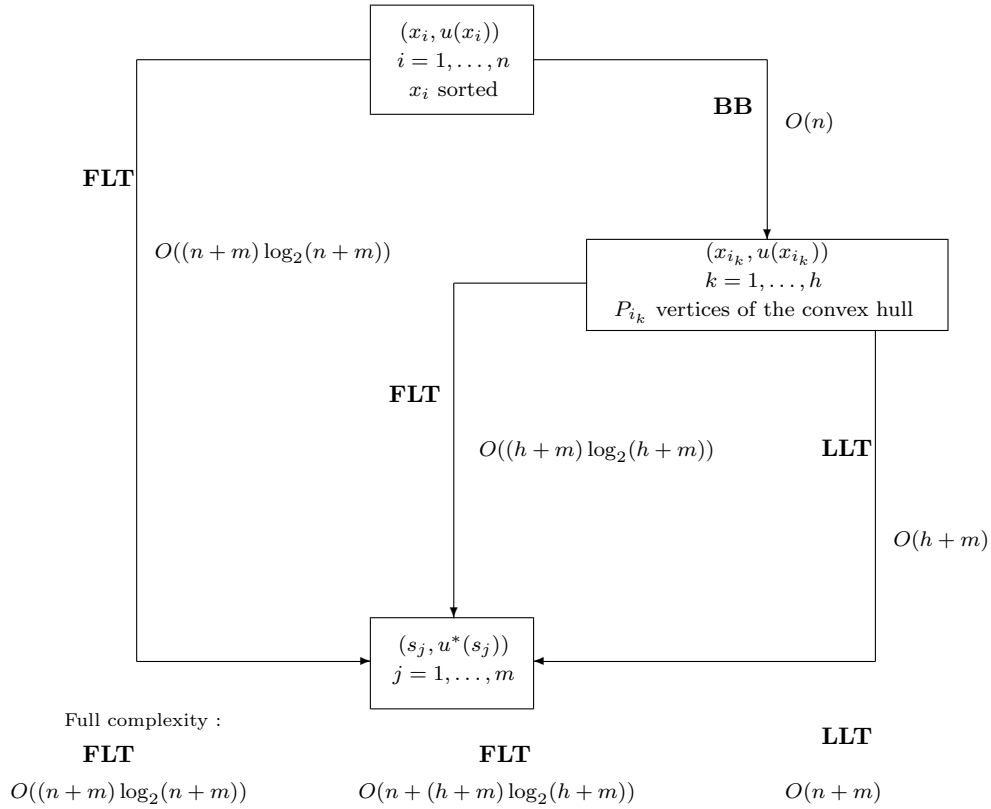 (x_i, u(x_i))
i = 1, . . . , n
x_i sorted
BB
O(n)
FLT
O((n + m) log_2(n + m))
(x_{i_k}, u(x_{i_k}))
k = 1, . . . , h
P_{i_k} vertices of the convex hull
FLT
O((h + m) log_2(h + m))
LLT
O(h + m)
(s_j, u^*(s_j))
j = 1, . . . , m
Full complexity :
FLT
O((n + m) log_2(n + m))
FLT
O(n + (h + m) log_2(h + m))
LLT
O(n + m)